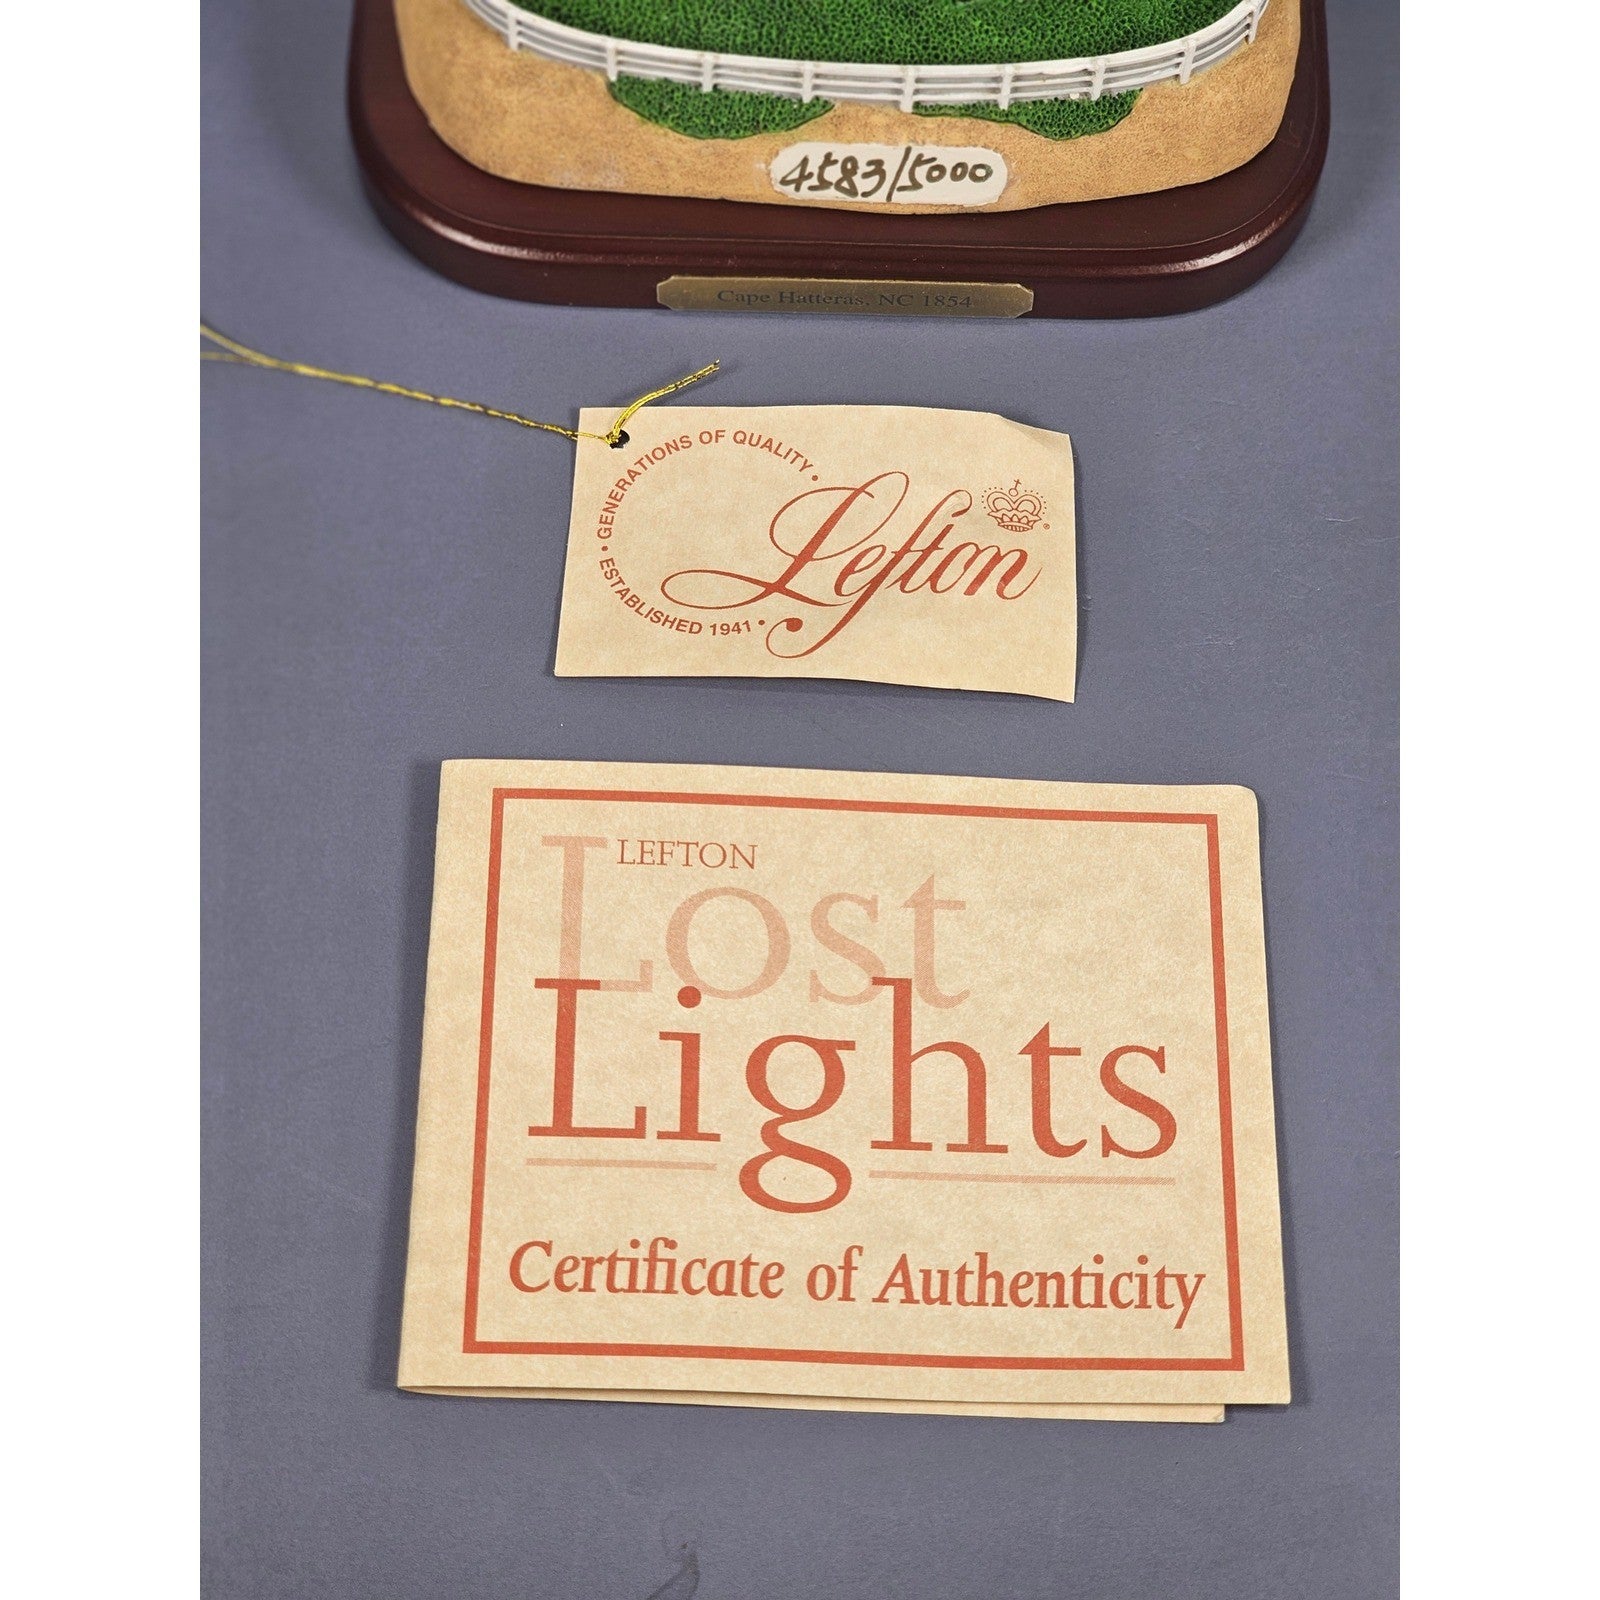 4583/5000
Cape Hatteras, NC 1854
• GENERATIONS OF QUALITY •
Lefton
®
ESTABLISHED 1941 •
LEFTON
Lost
Lights
Certificate of Authenticity